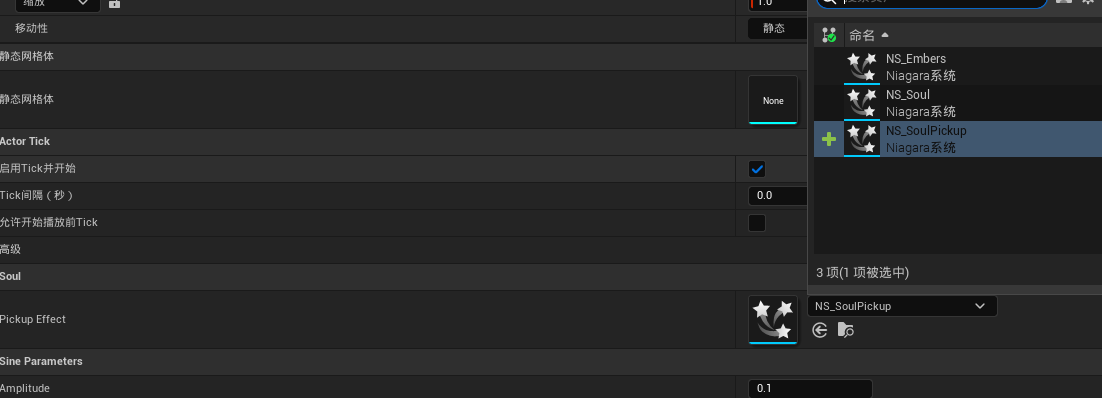 缩放
1.0
移动性
静态
静态网格体
静态网格体
None
Actor Tick
启用Tick并开始
Tick间隔（秒）
0.0
允许开始播放前Tick
高级
Soul
Pickup Effect
NS_SoulPickup
Sine Parameters
Amplitude
0.1
命名
NS_Embers
Niagara系统
NS_Soul
Niagara系统
NS_SoulPickup
Niagara系统
3 项(1 项被选中)